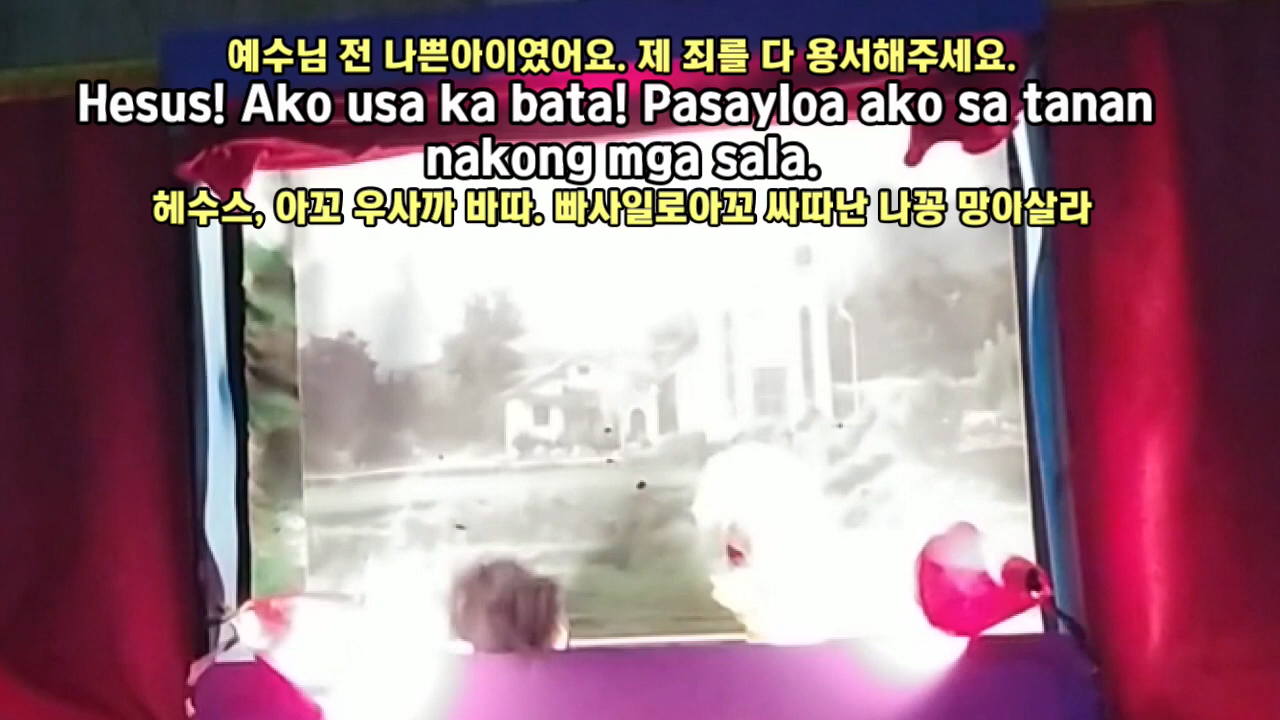 예수님 전 나쁜아이였어요. 제 죄를 다 용서해주세요.
Hesus! Ako usa ka bata! Pasayloa ako sa tanan
nakong mga sala.
헤수스, 아꼬 우사까 바따. 빠사일로아꼬 싸따난 나꽁 망아살라